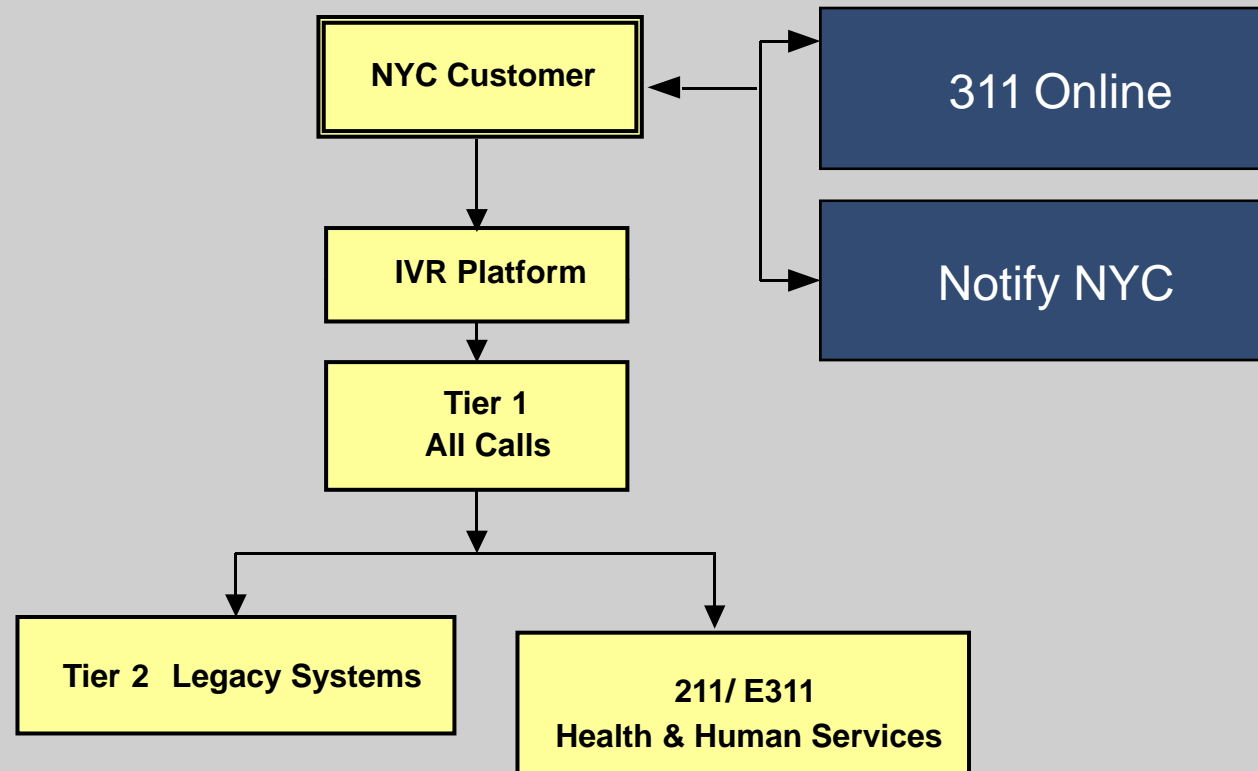 NYC Customer
311 Online
Notify NYC
IVR Platform
Tier 1
All Calls
Tier 2 Legacy Systems
211/ E311
Health & Human Services